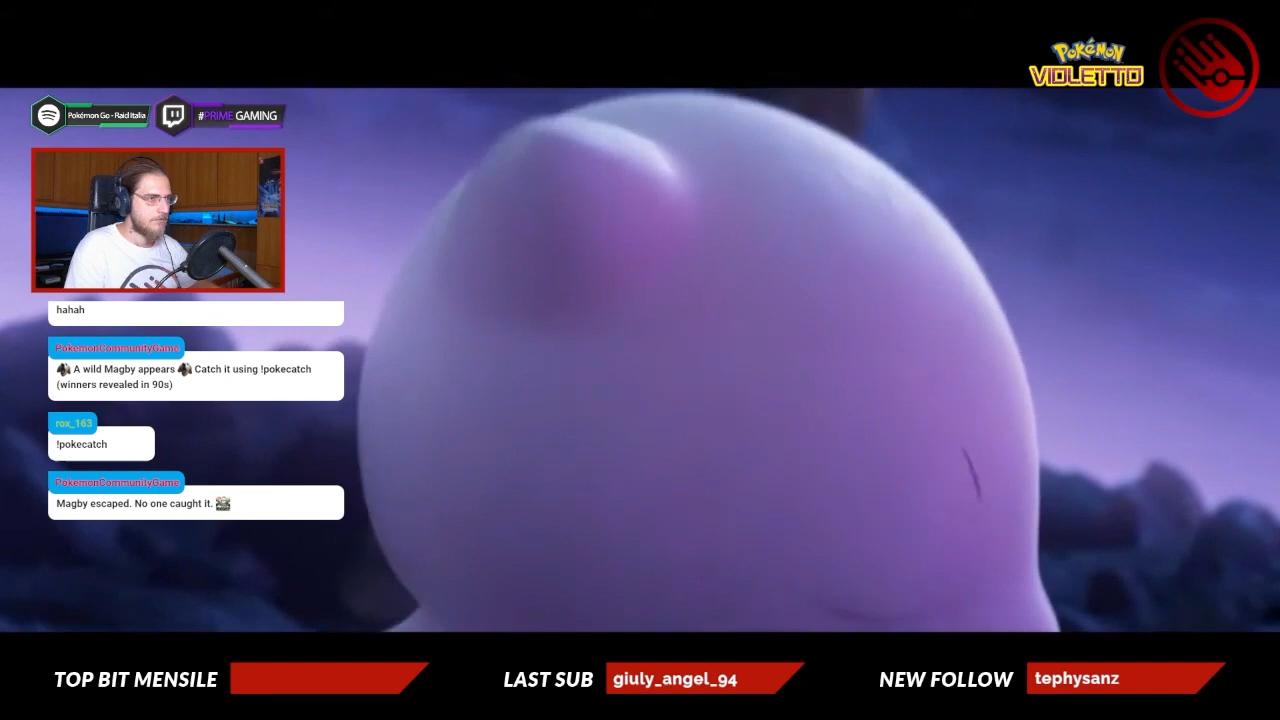 POKéMON
VIOLETTO
Pokémon Go - Raid Italia
#PRIME GAMING
hahah
PokemonCommunityGame
A wild Magby appears Catch it using !pokecatch
(winners revealed in 90s)
rox_163
!pokecatch
PokemonCommunityGame
Magby escaped. No one caught it.
TOP BIT MENSILE
LAST SUB giuly_angel_94
NEW FOLLOW tephysanz